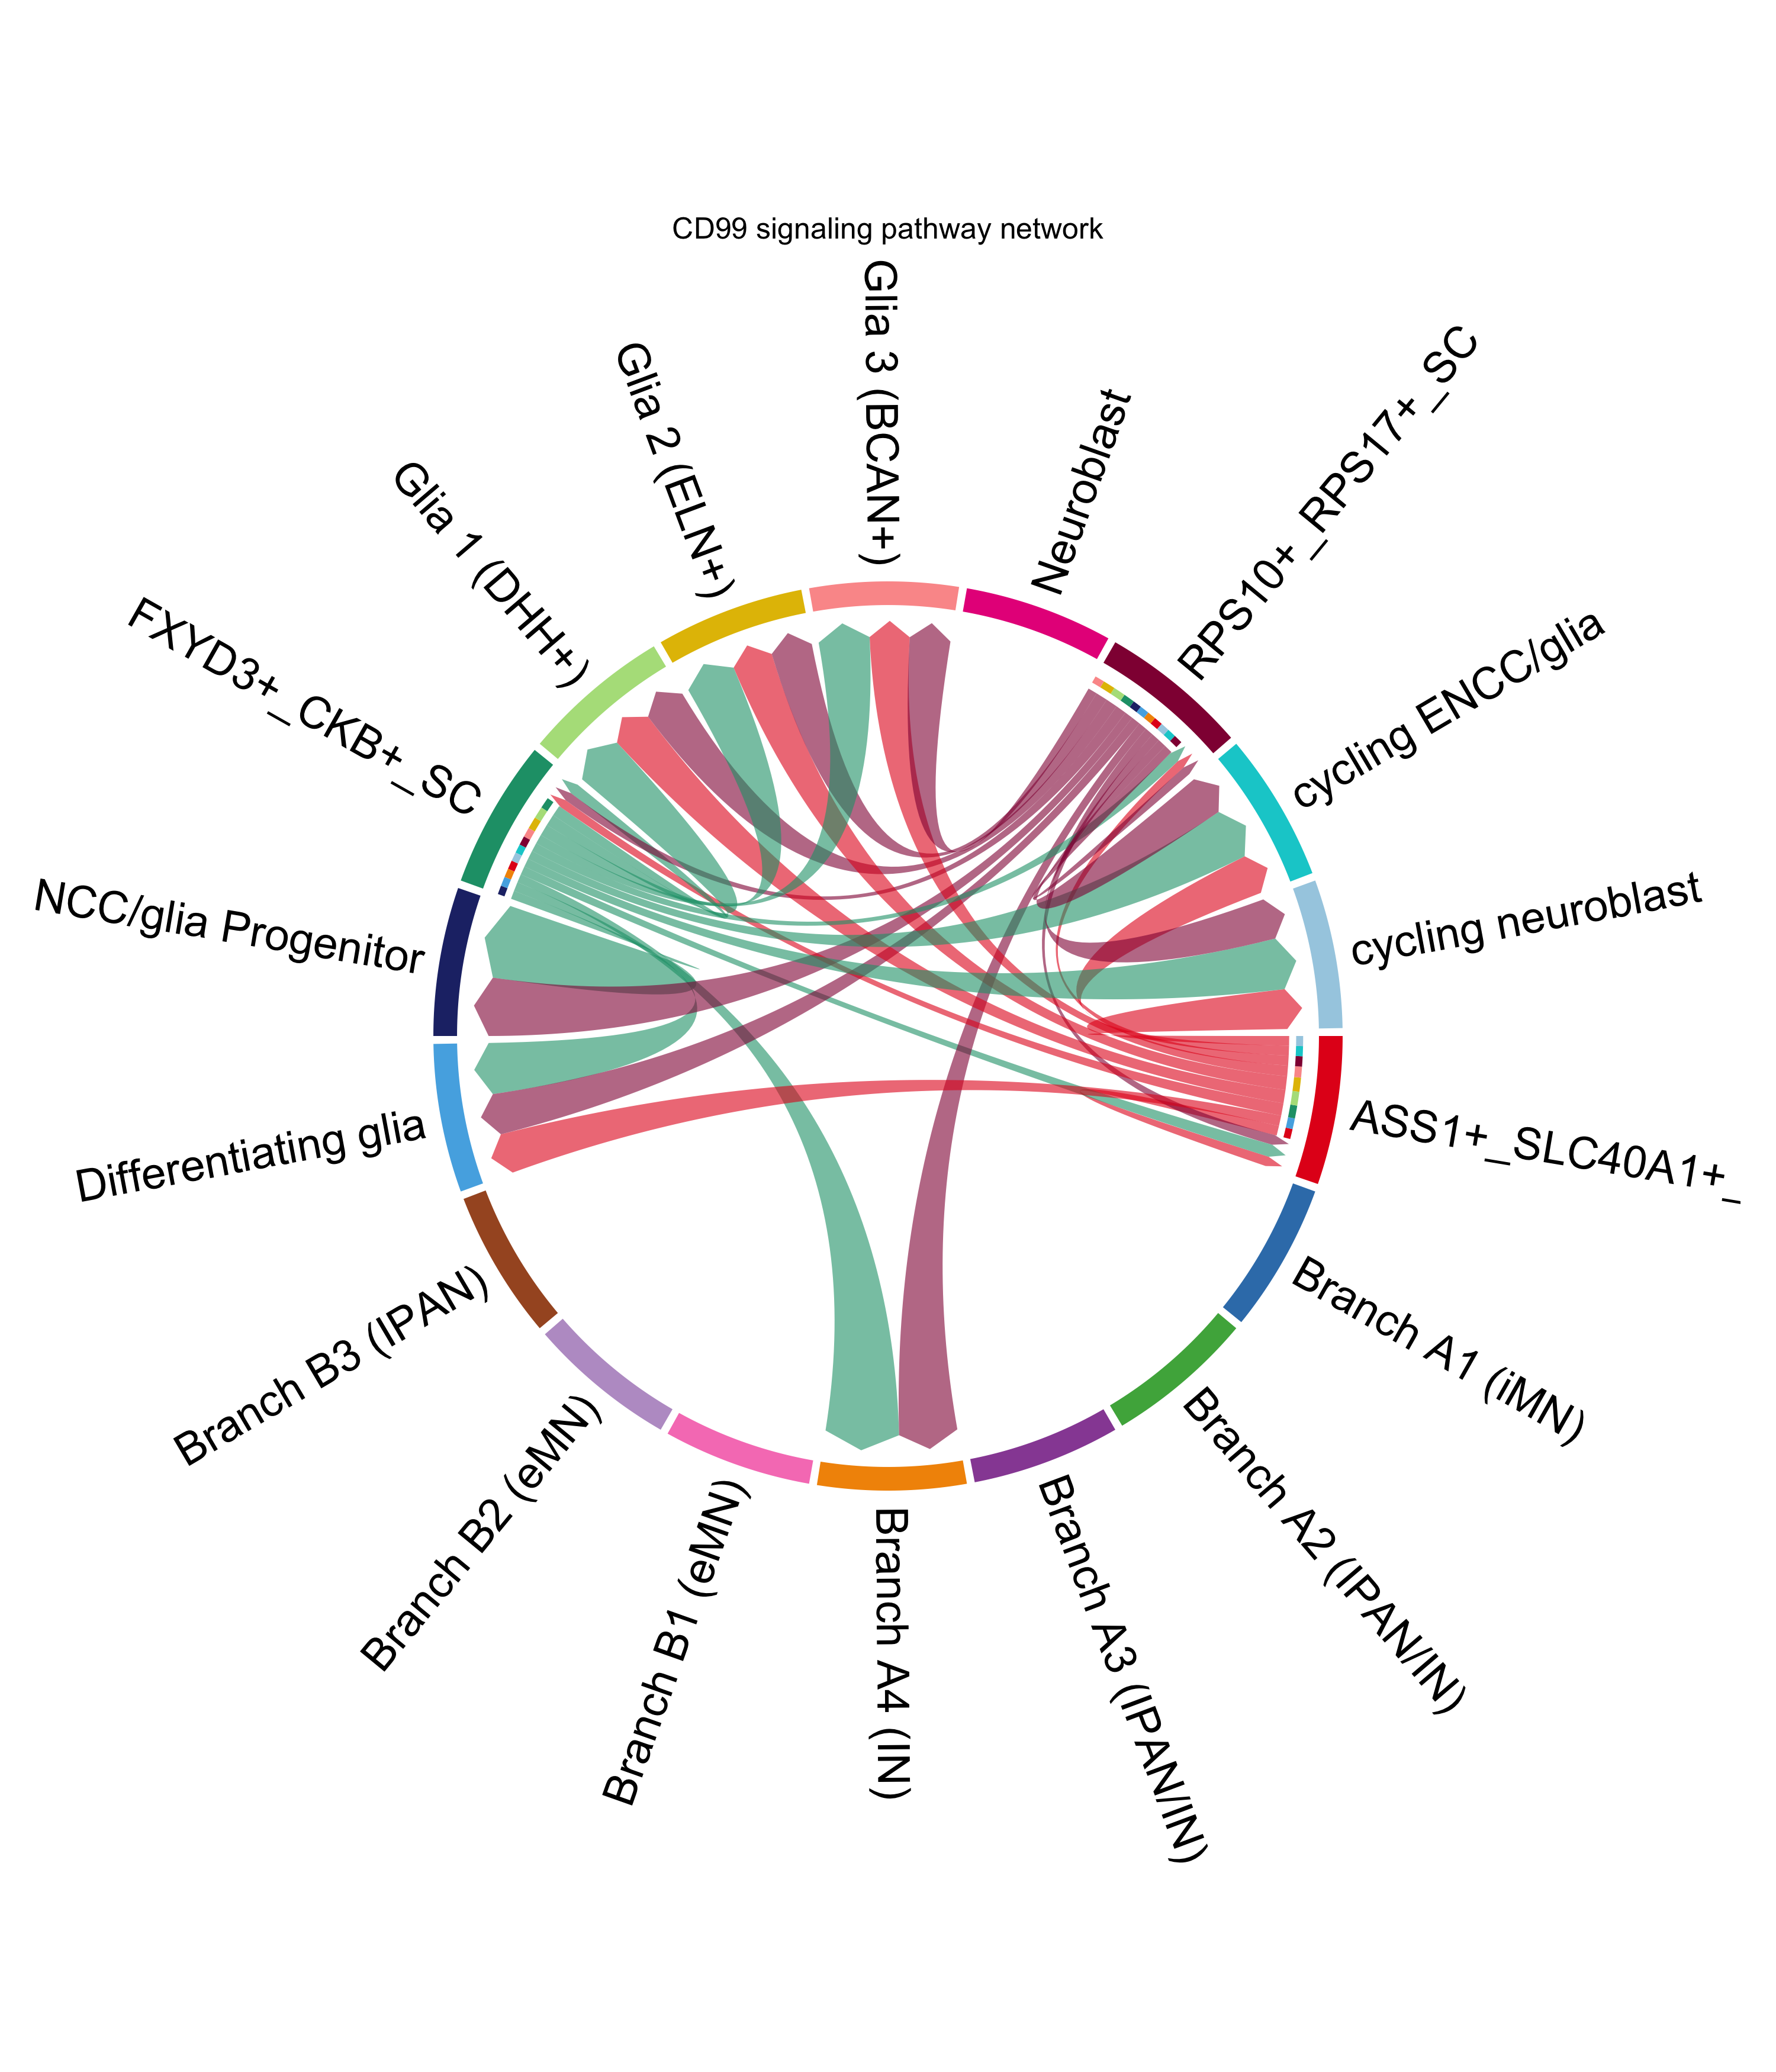 CD99 signaling pathway network
Glia 3 (BCAN+)
Neuroblast
RPS10+_RPS17+_SC
cycling ENCC/glia
cycling neuroblast
ASS1+_SLC40A1+_
Branch A1 (iMN)
Branch A2 (IPAN/IN)
Branch A3 (IPAN/IN)
Branch A4 (IN)
Branch B1 (eMN)
Branch B2 (eMN)
Branch B3 (IPAN)
Differentiating glia
NCC/glia Progenitor
FXYD3+_CKB+_SC
Glia 1 (DHH+)
Glia 2 (ELN+)